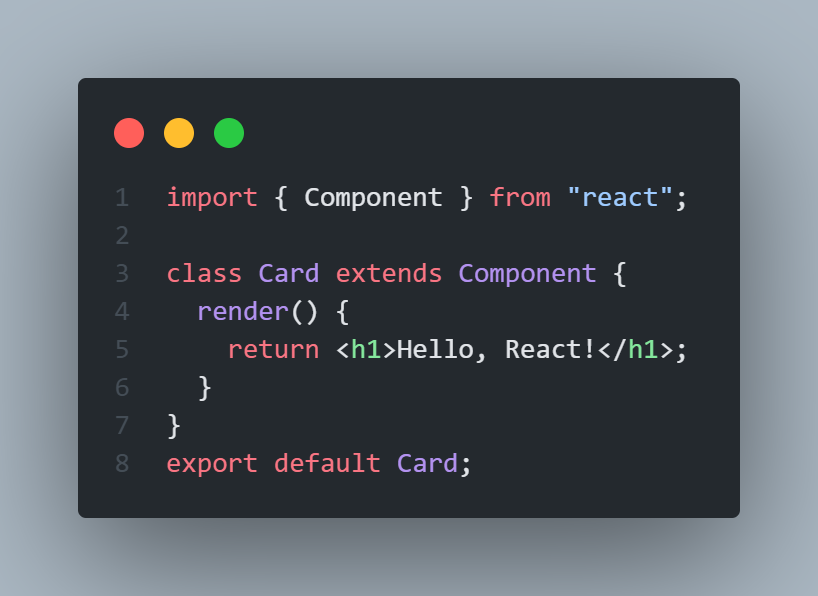 1 import { Component } from "react";
2
3 class Card extends Component {
4   render() {
5     return <h1>Hello, React!</h1>;
6   }
7 }
8 export default Card;